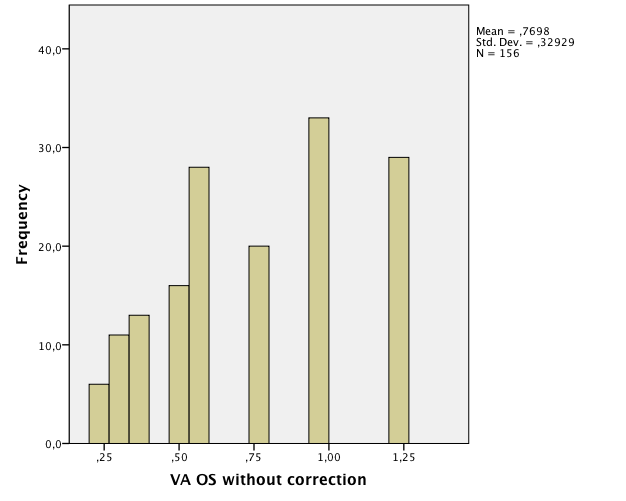 Mean = ,7698
Std. Dev. = ,32929
N = 156
40,0
30,0
20,0
10,0
0,0
Frequency
,25 ,50 ,75 1,00 1,25
VA OS without correction